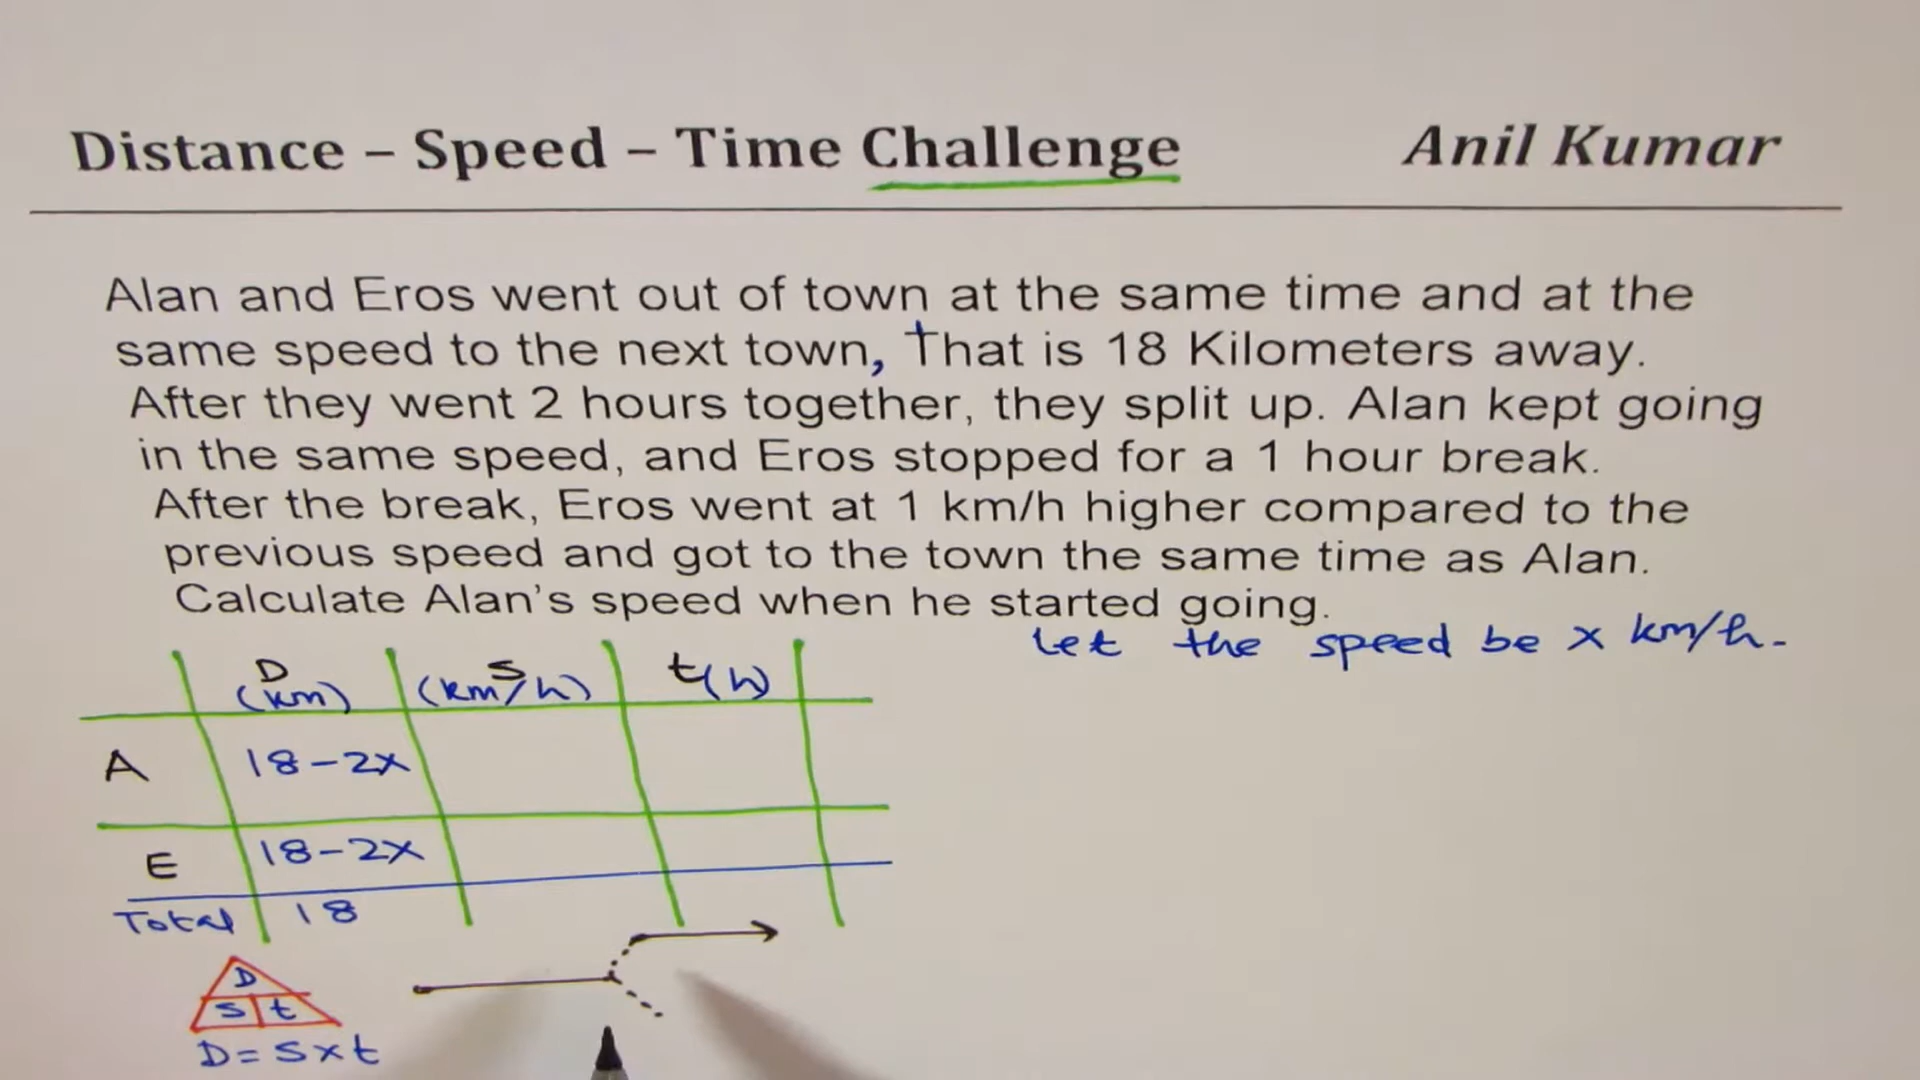 Distance – Speed – Time Challenge Anil Kumar
Alan and Eros went out of town at the same time and at the
same speed to the next town, That is 18 Kilometers away.
After they went 2 hours together, they split up. Alan kept going
in the same speed, and Eros stopped for a 1 hour break.
After the break, Eros went at 1 km/h higher compared to the
previous speed and got to the town the same time as Alan.
Calculate Alan's speed when he started going.
Let the speed be x km/h.
D S t(h)
(km) (km/h)
A 18-2x
E 18-2x
Total 18
D
S t
D = S x t